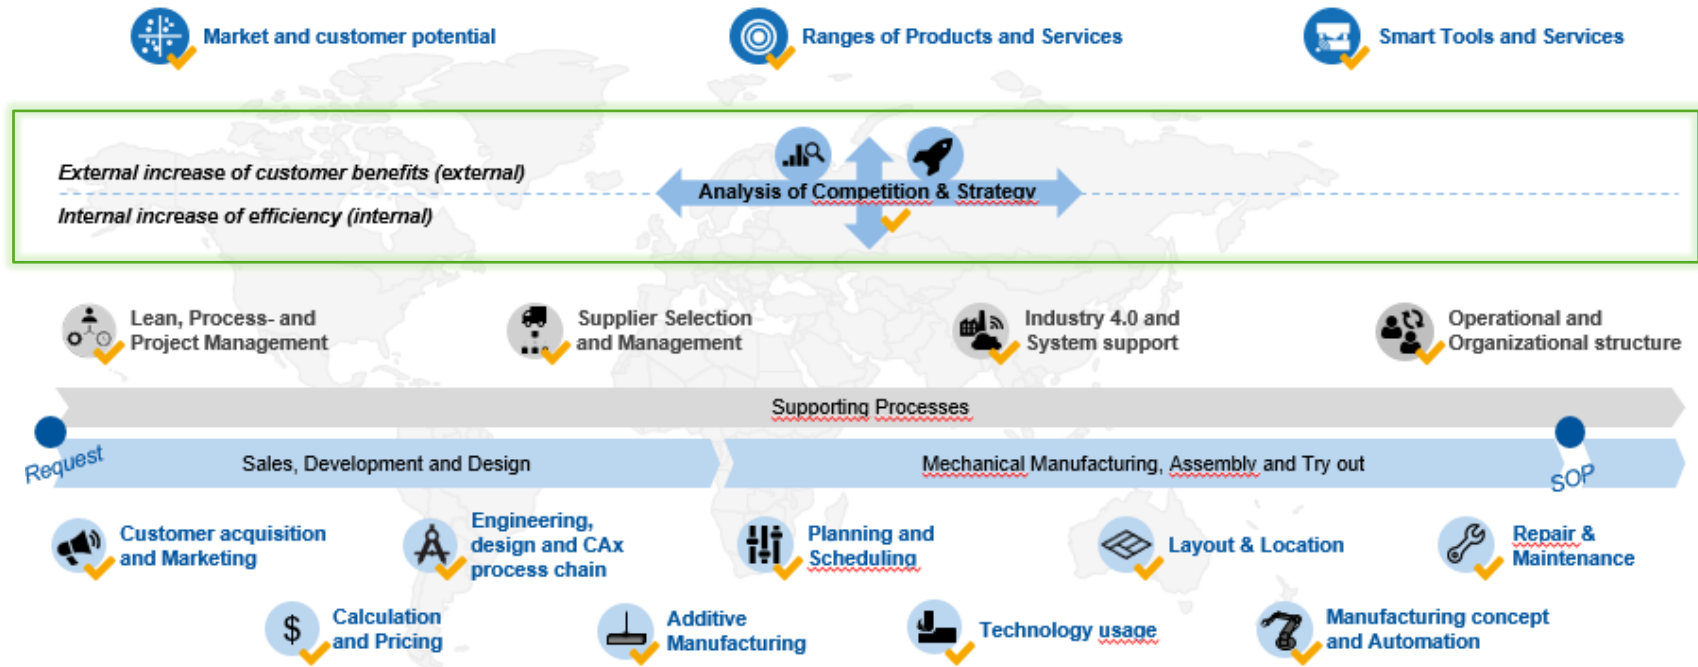 Market and customer potential
Ranges of Products and Services
Smart Tools and Services
External increase of customer benefits (external)
Analysis of Competition & Strategy
Internal increase of efficiency (internal)
Lean, Process- and
Project Management
Supplier Selection
and Management
Industry 4.0 and
System support
Operational and
Organizational structure
Supporting Processes
Request
Sales, Development and Design
Mechanical Manufacturing, Assembly and Try out
SOP
Customer acquisition
and Marketing
Engineering,
design and CAx
process chain
Planning and
Scheduling
Layout & Location
Repair &
Maintenance
$
Calculation
and Pricing
Additive
Manufacturing
Technology usage
Manufacturing concept
and Automation